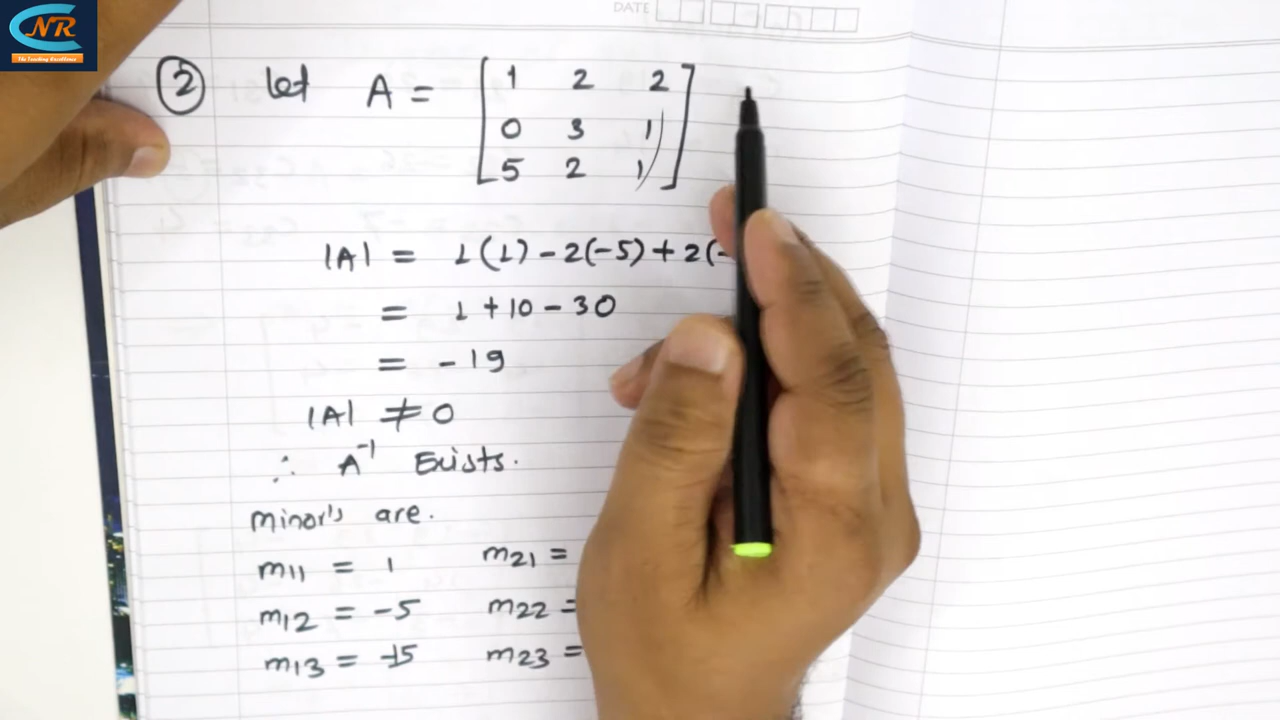 NR
The Teaching Excellence
DATE
② Let A = [1 2 2
0 3 1
5 2 1]
|A| = 1(1) - 2(-5) + 2(-
= 1 + 10 - 30
= -19
|A| ≠ 0
∴ A⁻¹ Exists.
minor's are.
m11 = 1 m21 =
m12 = -5 m22 =
m13 = -15 m23 =